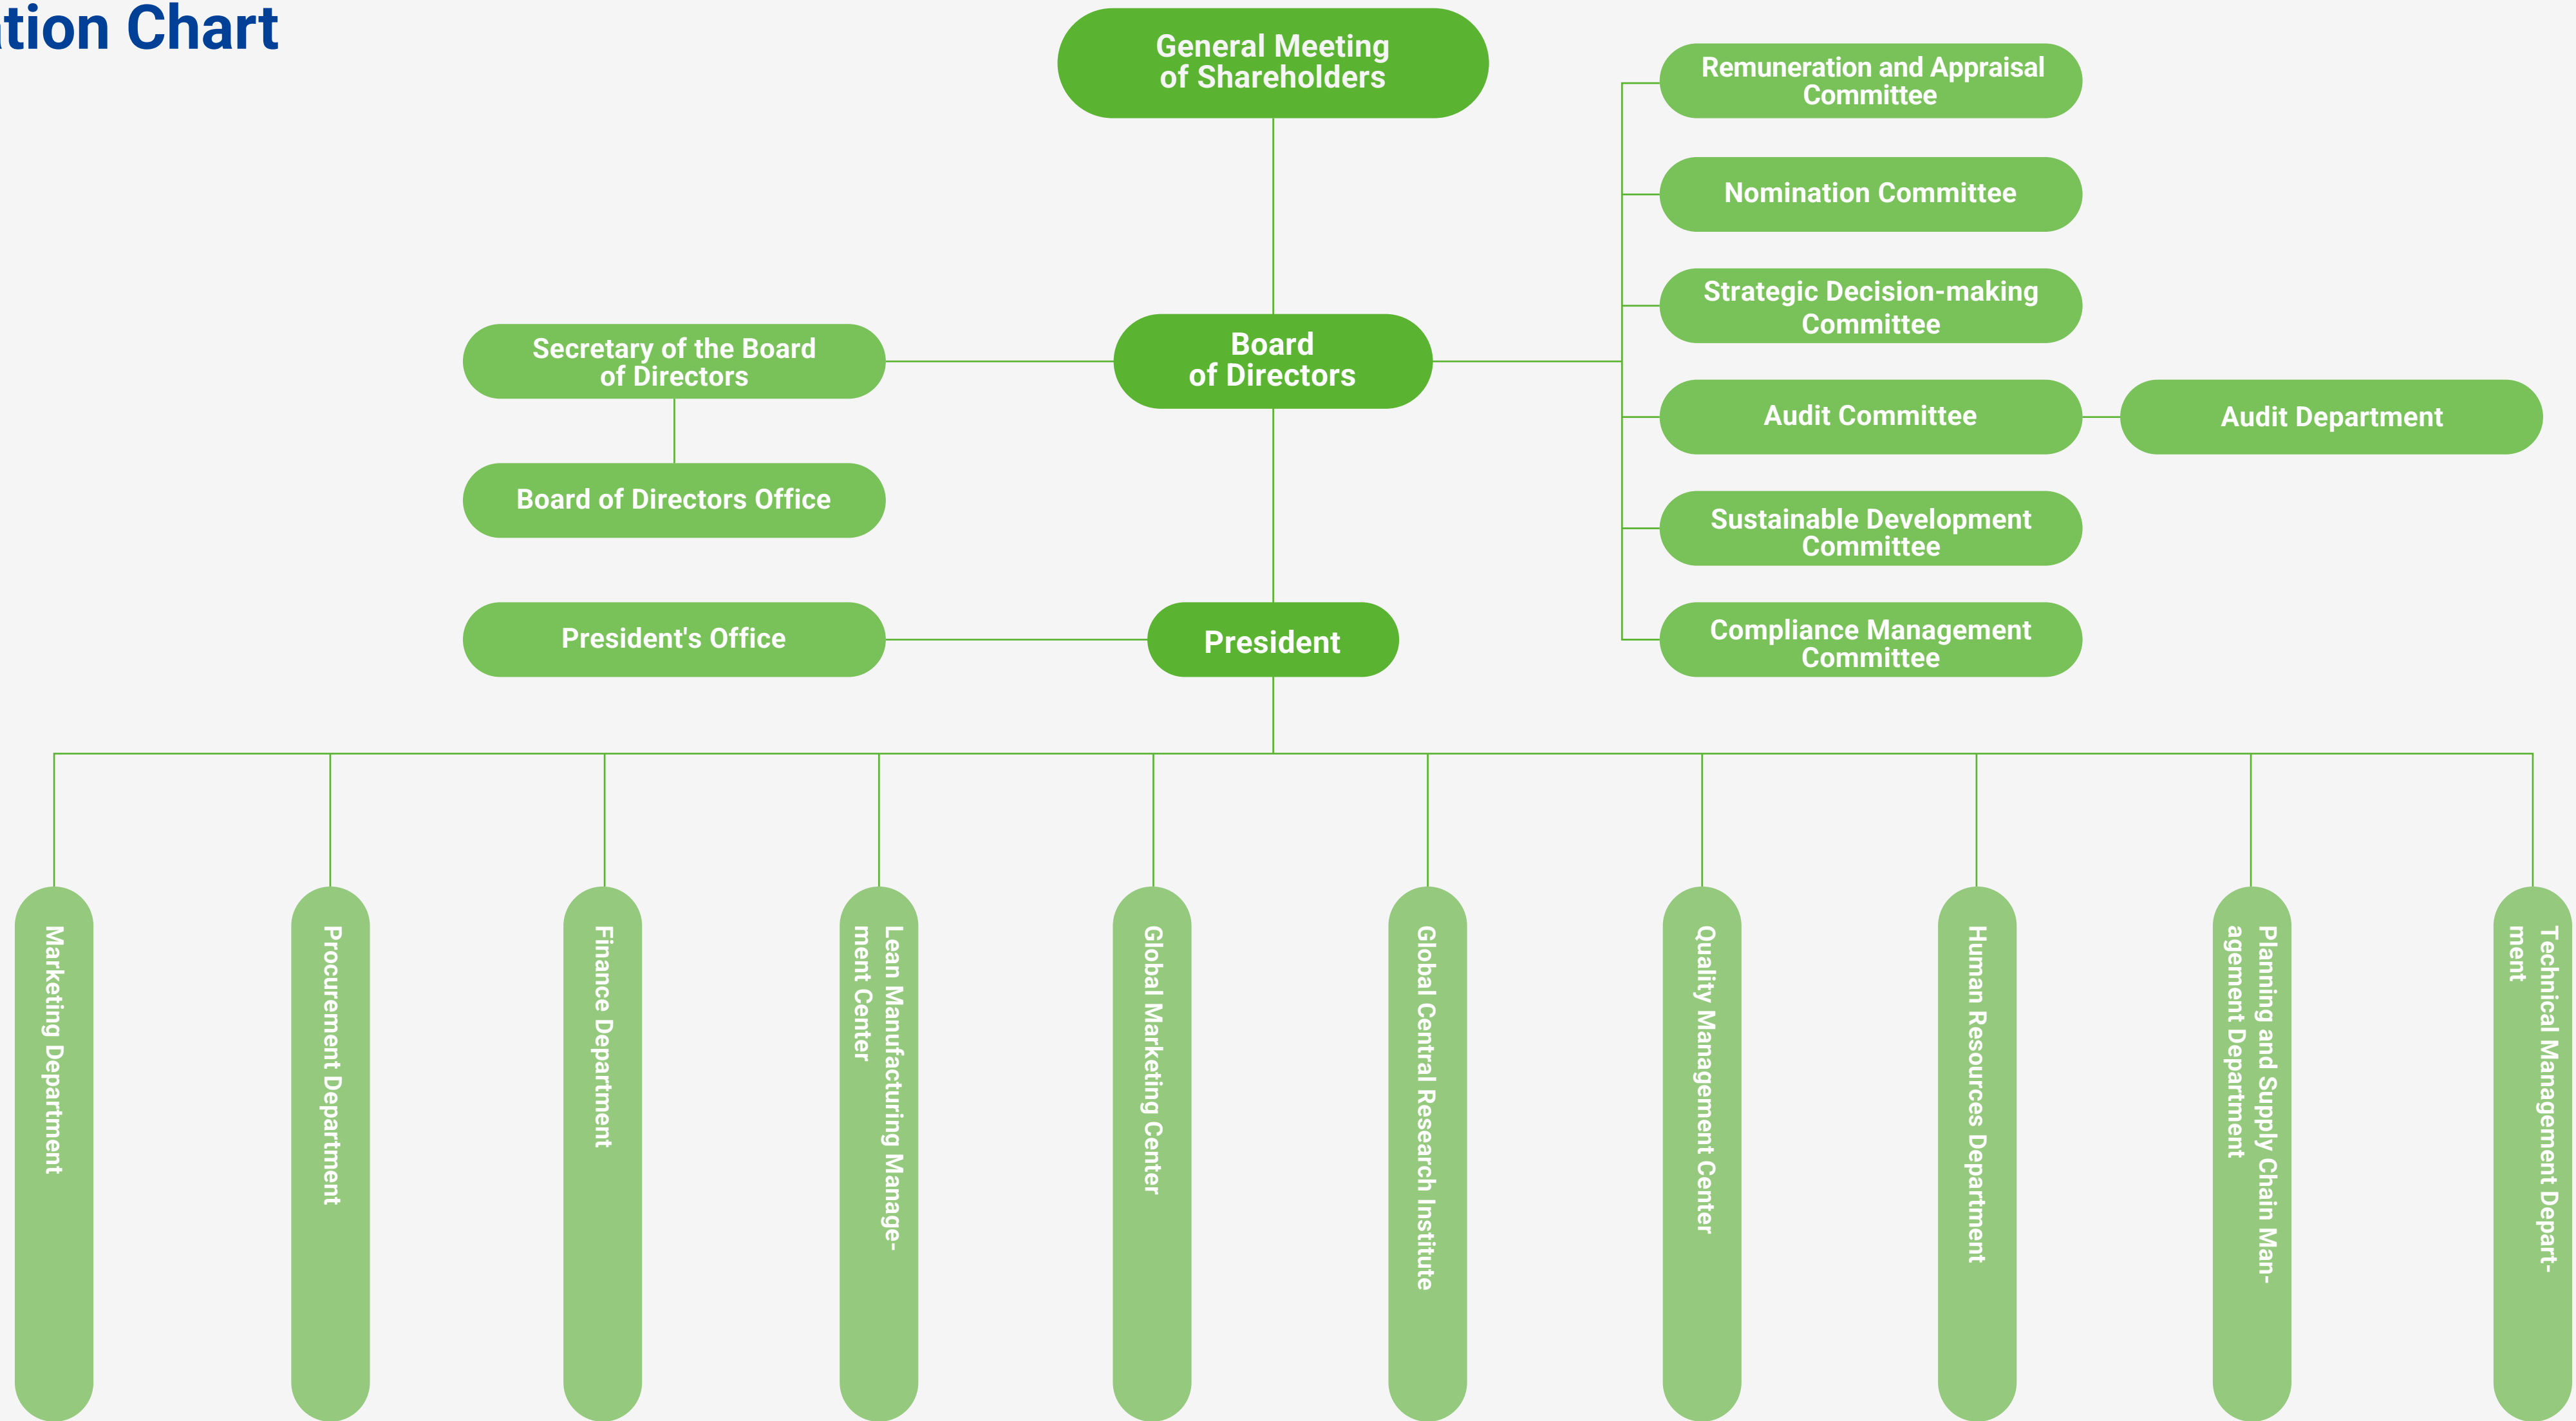 ation Chart
General Meeting
of Shareholders
Remuneration and Appraisal
Committee
Nomination Committee
Strategic Decision-making
Committee
Secretary of the Board
of Directors
Board
of Directors
Audit Committee
Audit Department
Board of Directors Office
Sustainable Development
Committee
President's Office
President
Compliance Management
Committee
Marketing Department
Procurement Department
Finance Department
Lean Manufacturing Manage-
ment Center
Global Marketing Center
Global Central Research Institute
Quality Management Center
Human Resources Department
Planning and Supply Chain Man-
agement Department
Technical Management Depart-
ment